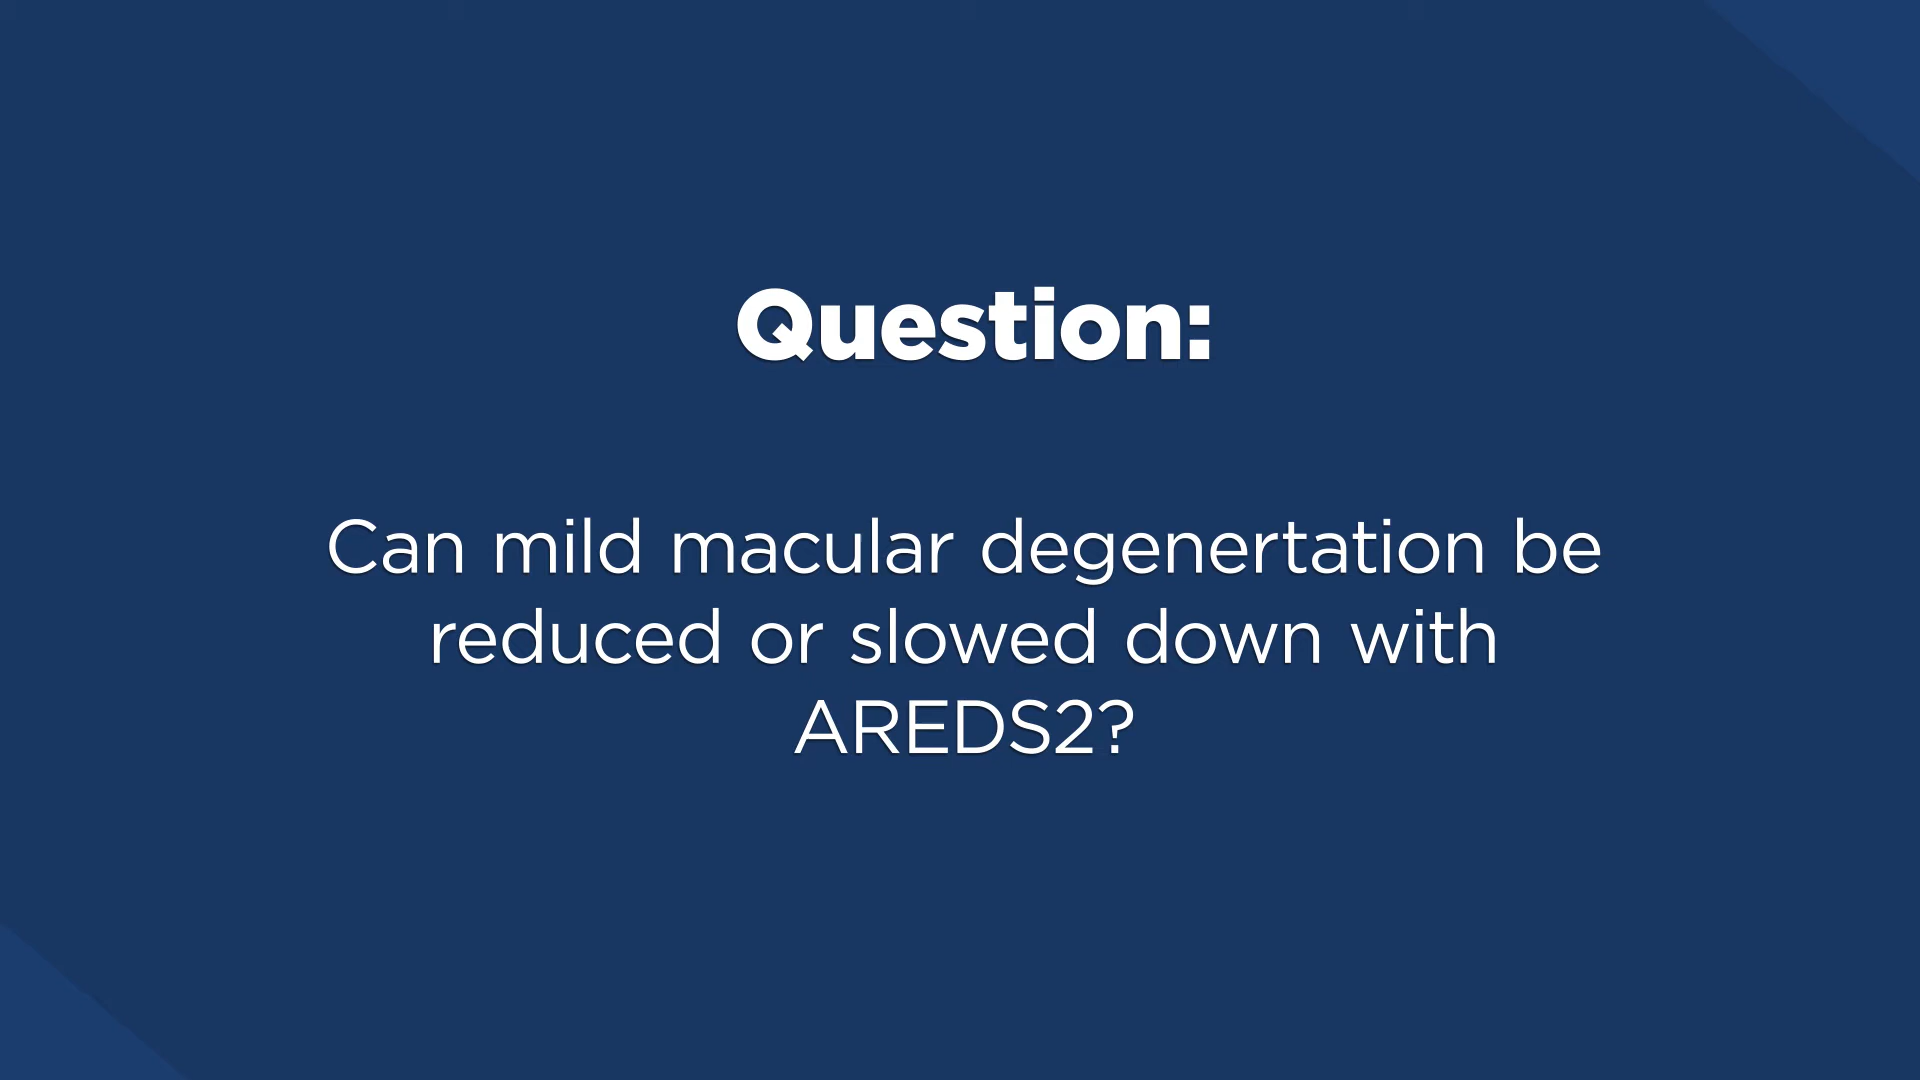 Question:
Can mild macular degenertation be
reduced or slowed down with
AREDS2?